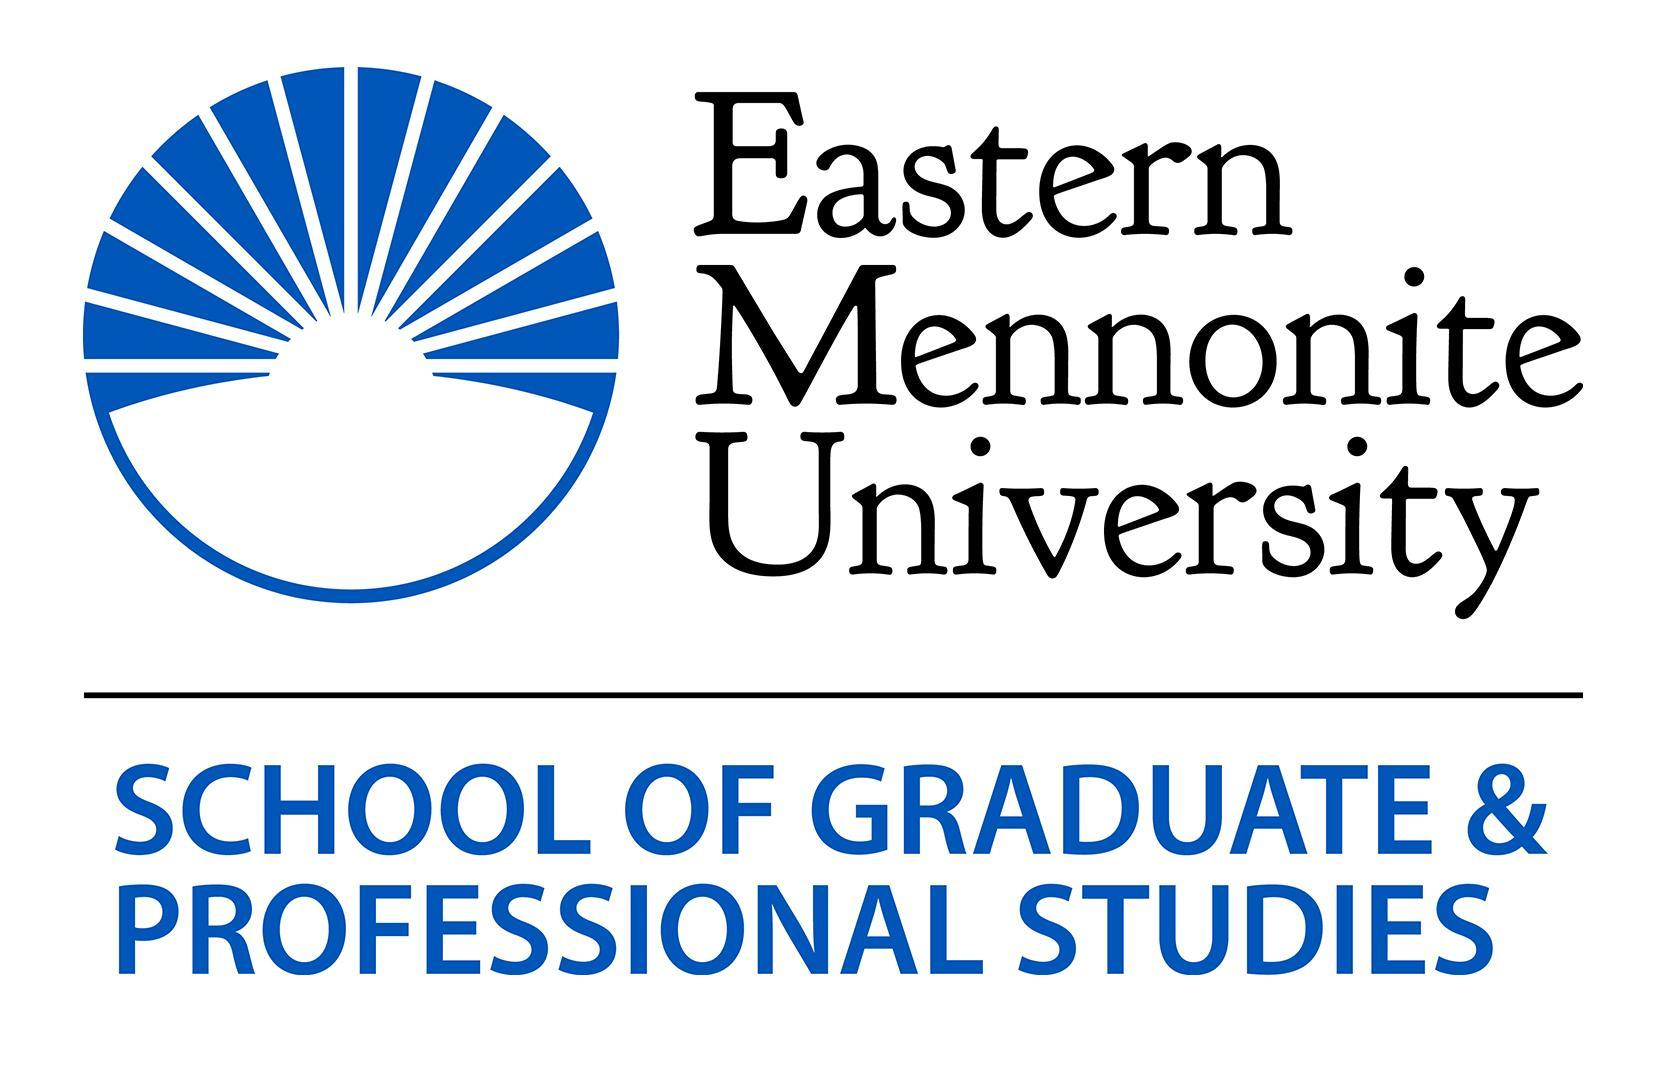 Eastern
Mennonite
University
SCHOOL OF GRADUATE &
PROFESSIONAL STUDIES